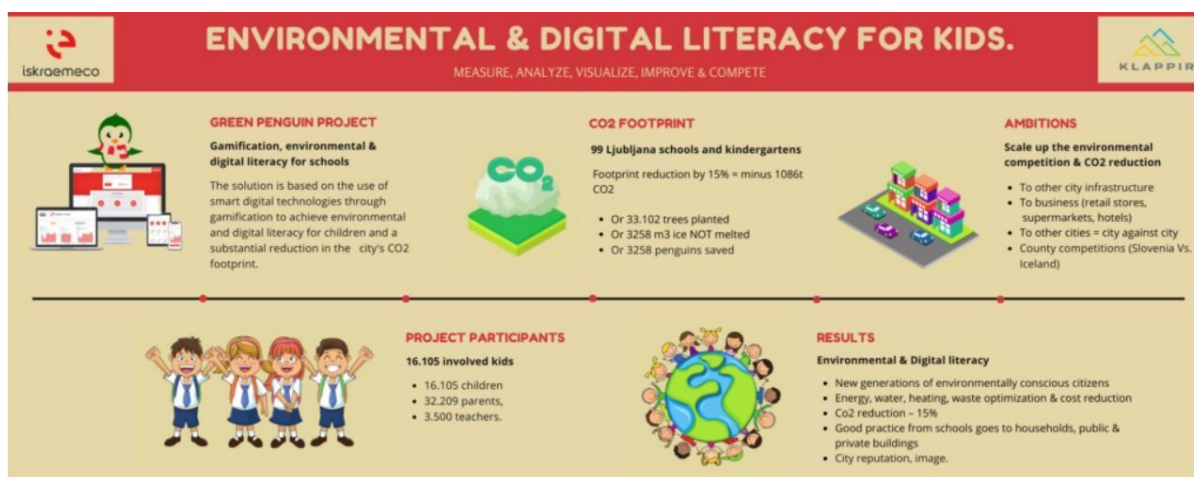 iskraemeco
ENVIRONMENTAL & DIGITAL LITERACY FOR KIDS.
MEASURE, ANALYZE, VISUALIZE, IMPROVE & COMPETE
KLAPPIR
GREEN PENGUIN PROJECT
Gamification, environmental &
digital literacy for schools
The solution is based on the use of
smart digital technologies through
gamification to achieve environmental
and digital literacy for children and a
substantial reduction in the city's CO2
footprint.
CO2
CO2 FOOTPRINT
99 Ljubljana schools and kindergartens
Footprint reduction by 15% = minus 1086t
CO2
• Or 33.102 trees planted
• Or 3258 m3 ice NOT melted
• Or 3258 penguins saved
AMBITIONS
Scale up the environmental
competition & CO2 reduction
• To other city infrastructure
• To business (retail stores,
supermarkets, hotels)
• To other cities = city against city
• County competitions (Slovenia Vs.
Iceland)
PROJECT PARTICIPANTS
16.105 involved kids
• 16.105 children
• 32.209 parents,
• 3.500 teachers.
RESULTS
Environmental & Digital literacy
• New generations of environmentally conscious citizens
• Energy, water, heating, waste optimization & cost reduction
• Co2 reduction – 15%
• Good practice from schools goes to households, public &
private buildings
• City reputation, image.